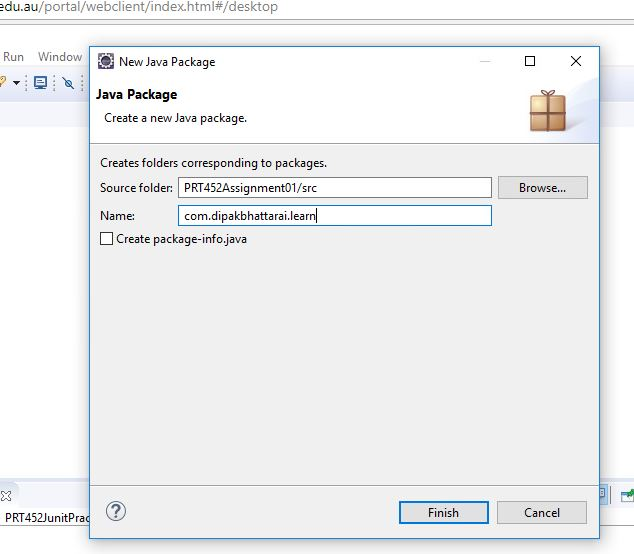 edu.au/portal/webclient/index.html#/desktop
Run Window
New Java Package
Java Package
Create a new Java package.
Creates folders corresponding to packages.
Source folder: PRT452Assignment01/src Browse...
Name: com.dipakbhattarai.learn
Create package-info.java
? Finish Cancel
PRT452JunitPrac